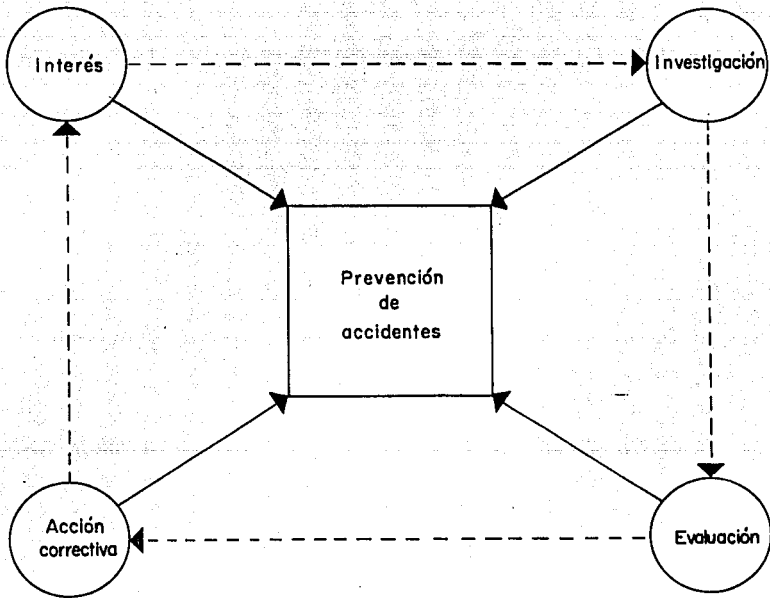 Interés
Investigación
Prevención
de
accidentes
Acción
correctiva
Evaluación